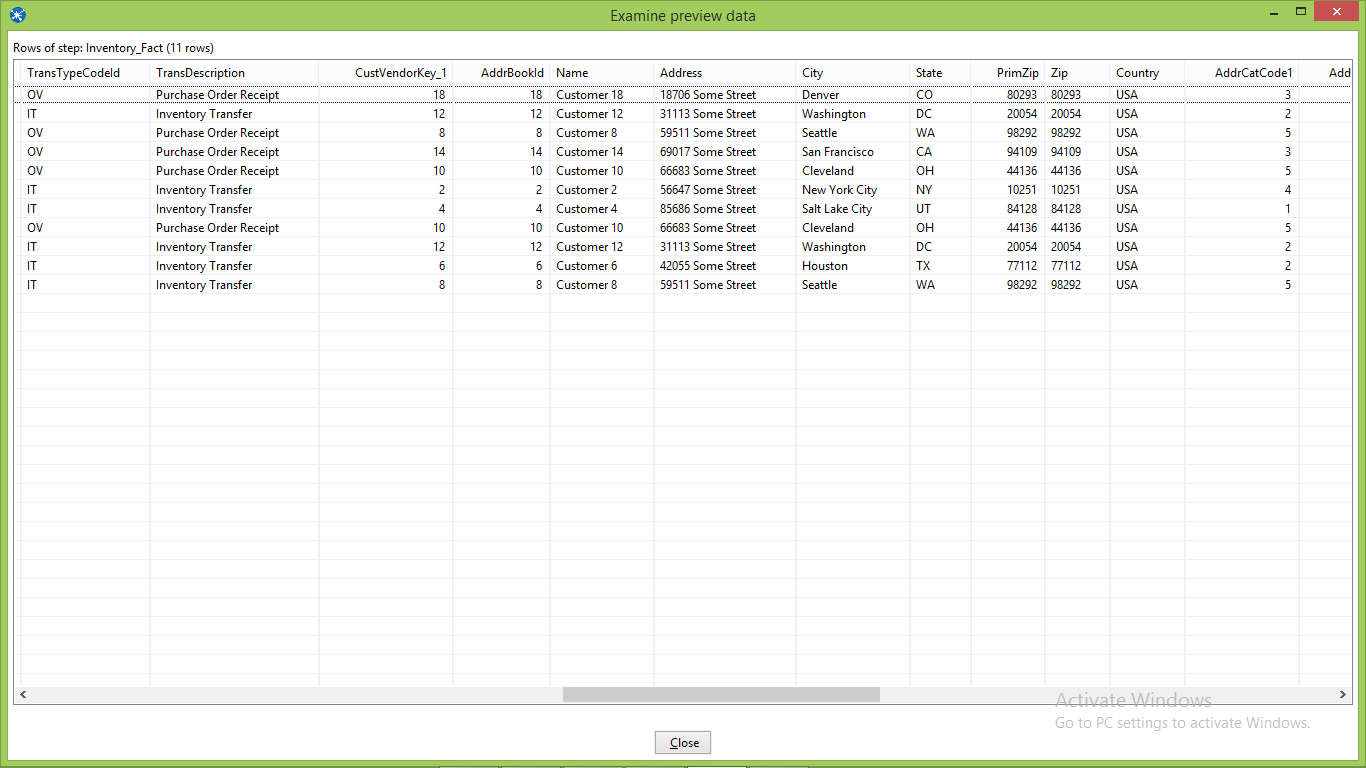 Examine preview data
Rows of step: Inventory_Fact (11 rows)
TransTypeCodeId TransDescription CustVendorKey_1 AddrBookId Name Address City State PrimZip Zip Country AddrCatCode1 Add
OV Purchase Order Receipt 18 18 Customer 18 18706 Some Street Denver CO 80293 80293 USA 3
IT Inventory Transfer 12 12 Customer 12 31113 Some Street Washington DC 20054 20054 USA 2
OV Purchase Order Receipt 8 8 Customer 8 59511 Some Street Seattle WA 98292 98292 USA 5
OV Purchase Order Receipt 14 14 Customer 14 69017 Some Street San Francisco CA 94109 94109 USA 3
OV Purchase Order Receipt 10 10 Customer 10 66683 Some Street Cleveland OH 44136 44136 USA 5
IT Inventory Transfer 2 2 Customer 2 56647 Some Street New York City NY 10251 10251 USA 4
IT Inventory Transfer 4 4 Customer 4 85686 Some Street Salt Lake City UT 84128 84128 USA 1
OV Purchase Order Receipt 10 10 Customer 10 66683 Some Street Cleveland OH 44136 44136 USA 5
IT Inventory Transfer 12 12 Customer 12 31113 Some Street Washington DC 20054 20054 USA 2
IT Inventory Transfer 6 6 Customer 6 42055 Some Street Houston TX 77112 77112 USA 2
IT Inventory Transfer 8 8 Customer 8 59511 Some Street Seattle WA 98292 98292 USA 5
Activate Windows
Go to PC settings to activate Windows.
Close